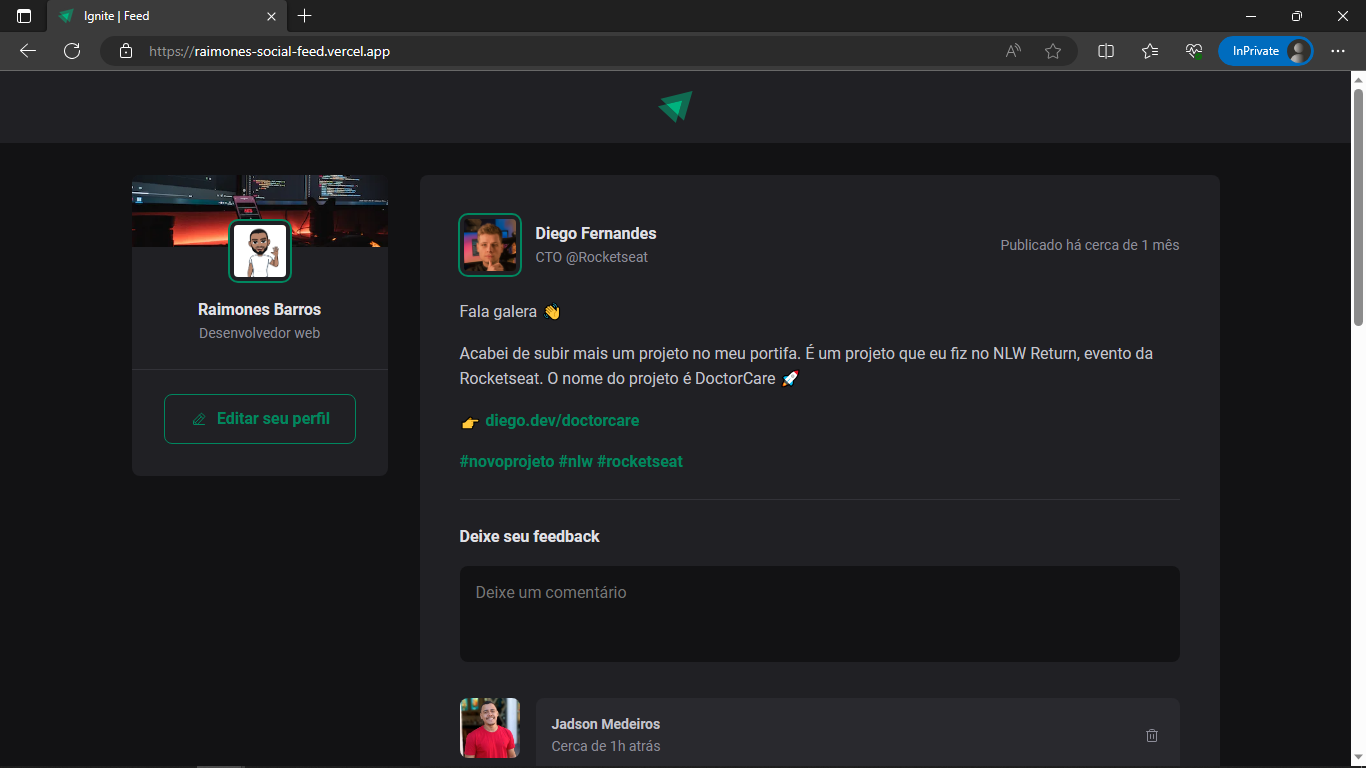 Ignite | Feed
https://raimones-social-feed.vercel.app
InPrivate
Raimones Barros
Desenvolvedor web
Editar seu perfil
Diego Fernandes
CTO @Rocketseat
Publicado há cerca de 1 mês
Fala galera 👋
Acabei de subir mais um projeto no meu portifa. É um projeto que eu fiz no NLW Return, evento da
Rocketseat. O nome do projeto é DoctorCare 🚀
👉 diego.dev/doctorcare
#novoprojeto #nlw #rocketseat
Deixe seu feedback
Deixe um comentário
Jadson Medeiros
Cerca de 1h atrás